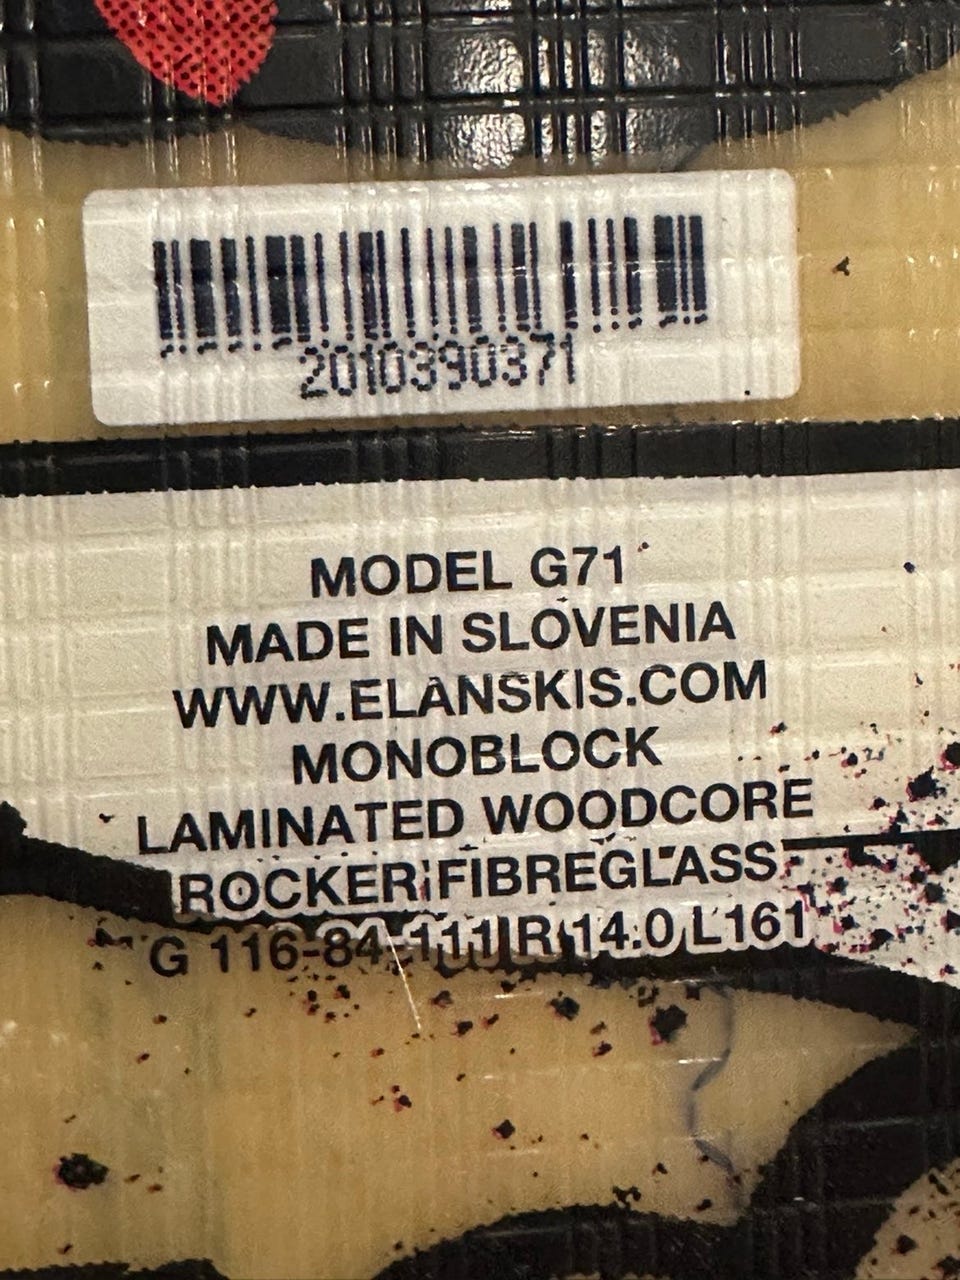 2010390371
MODEL G71
MADE IN SLOVENIA
WWW.ELANSKIS.COM
MONOBLOCK
LAMINATED WOODCORE
ROCKER FIBREGLASS
G 116-84-111 R 14.0 L161